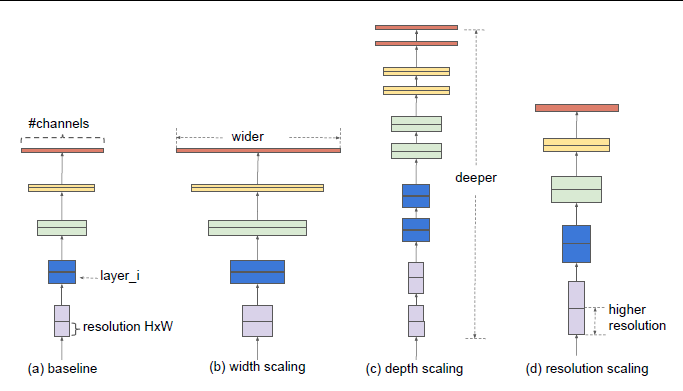 #channels
wider
deeper
layer_i
resolution HxW
higher
resolution
(a) baseline
(b) width scaling
(c) depth scaling
(d) resolution scaling